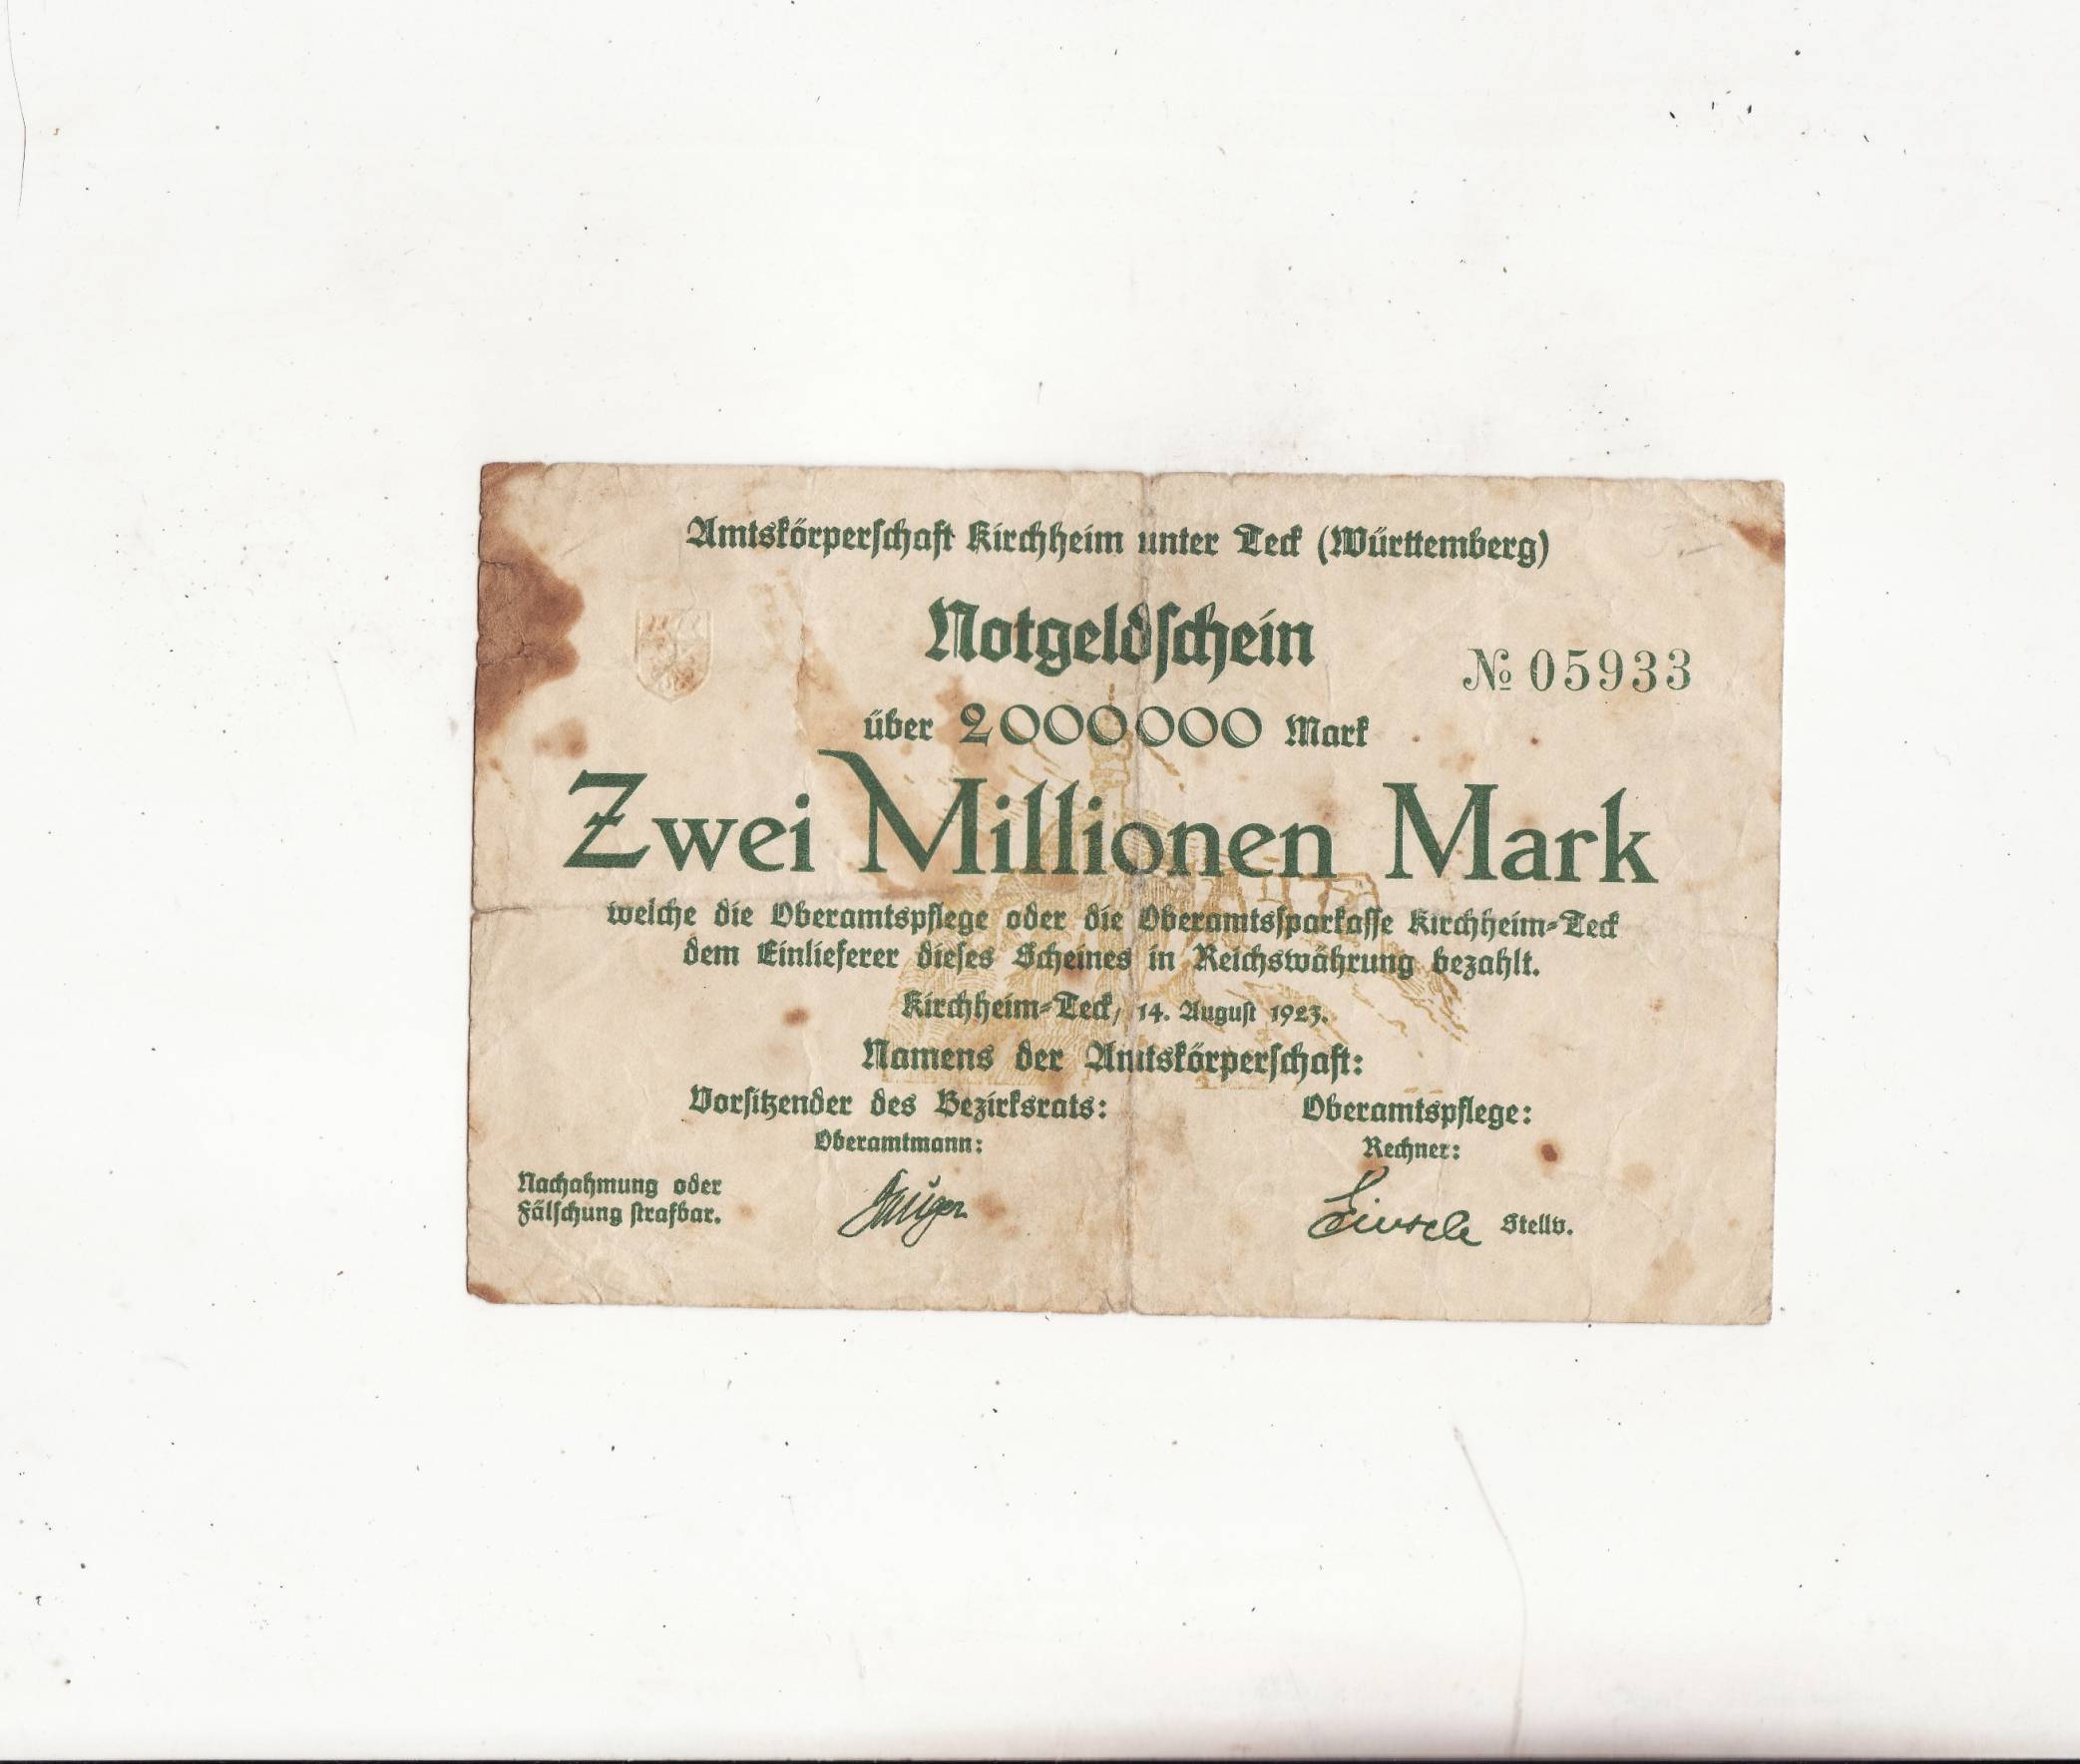 Amtskörperschaft Kirchheim unter Teck (Württemberg)
Notgeldschein
№ 05933
über 2000000 Mark
Zwei Millionen Mark
welche die Oberamtspflege oder die Oberamtssparkasse Kirchheim=Teck
dem Einlieferer dieses Scheines in Reichswährung bezahlt.
Kirchheim=Teck, 14. August 1923.
Namens der Amtskörperschaft:
Vorsitzender des Bezirksrats:
Oberamtspflege:
Oberamtmann:
Rechner:
Nachahmung oder
Fälschung strafbar.
Stellv.